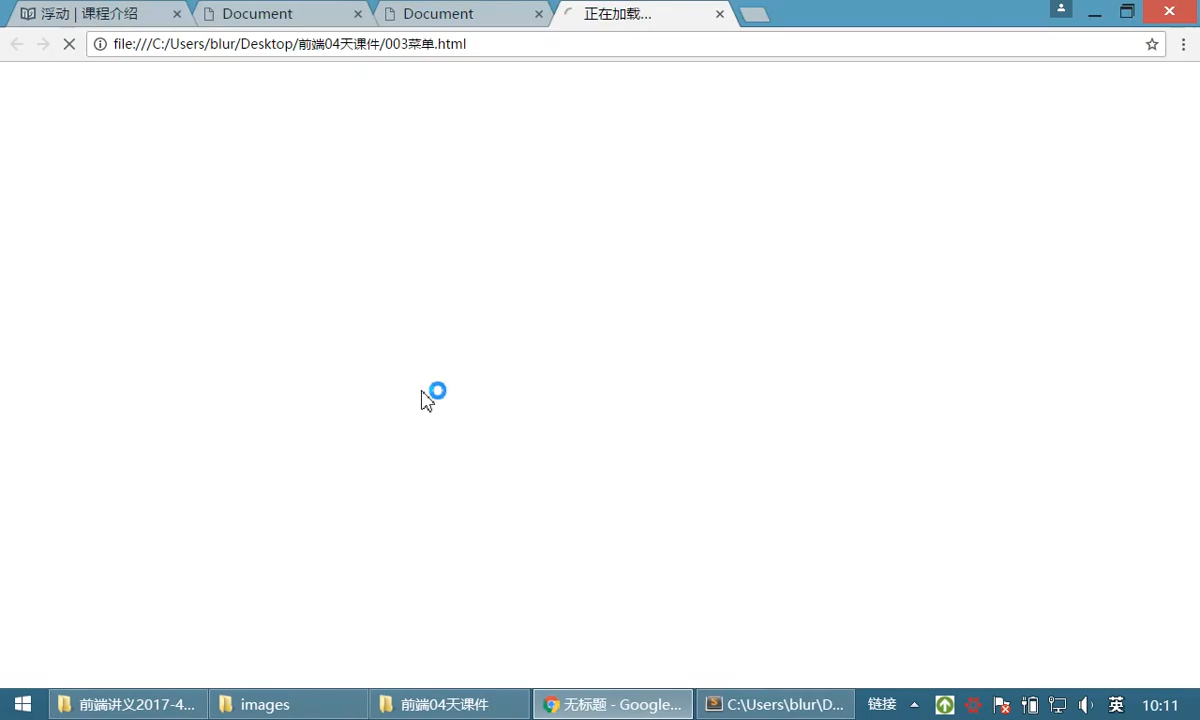 浮动 | 课程介绍
Document
Document
正在加载...
file:///C:/Users/blur/Desktop/前端04天课件/003菜单.html
前端讲义2017-4...
images
前端04天课件
无标题 - Google...
C:\Users\blur\D...
链接
英
10:11